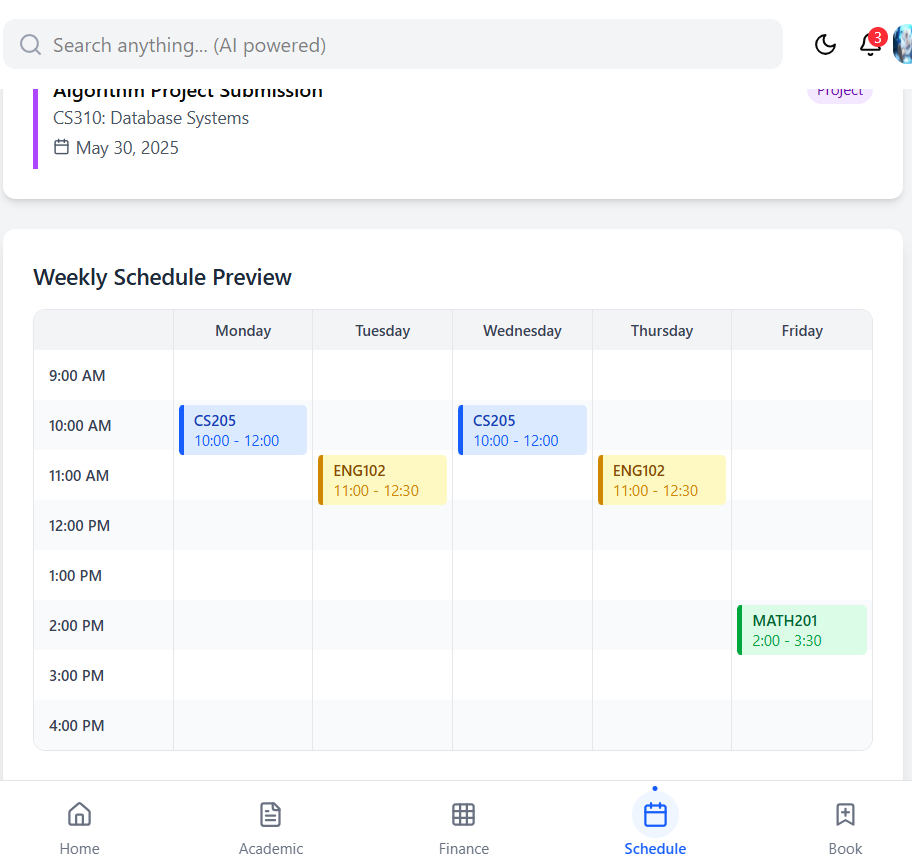 Search anything... (AI powered)
3
Algorithm Project Submission
Project
CS310: Database Systems
May 30, 2025
Weekly Schedule Preview
Monday Tuesday Wednesday Thursday Friday
9:00 AM
10:00 AM
CS205
10:00 - 12:00
CS205
10:00 - 12:00
11:00 AM
ENG102
11:00 - 12:30
ENG102
11:00 - 12:30
12:00 PM
1:00 PM
2:00 PM
MATH201
2:00 - 3:30
3:00 PM
4:00 PM
Home Academic Finance Schedule Book